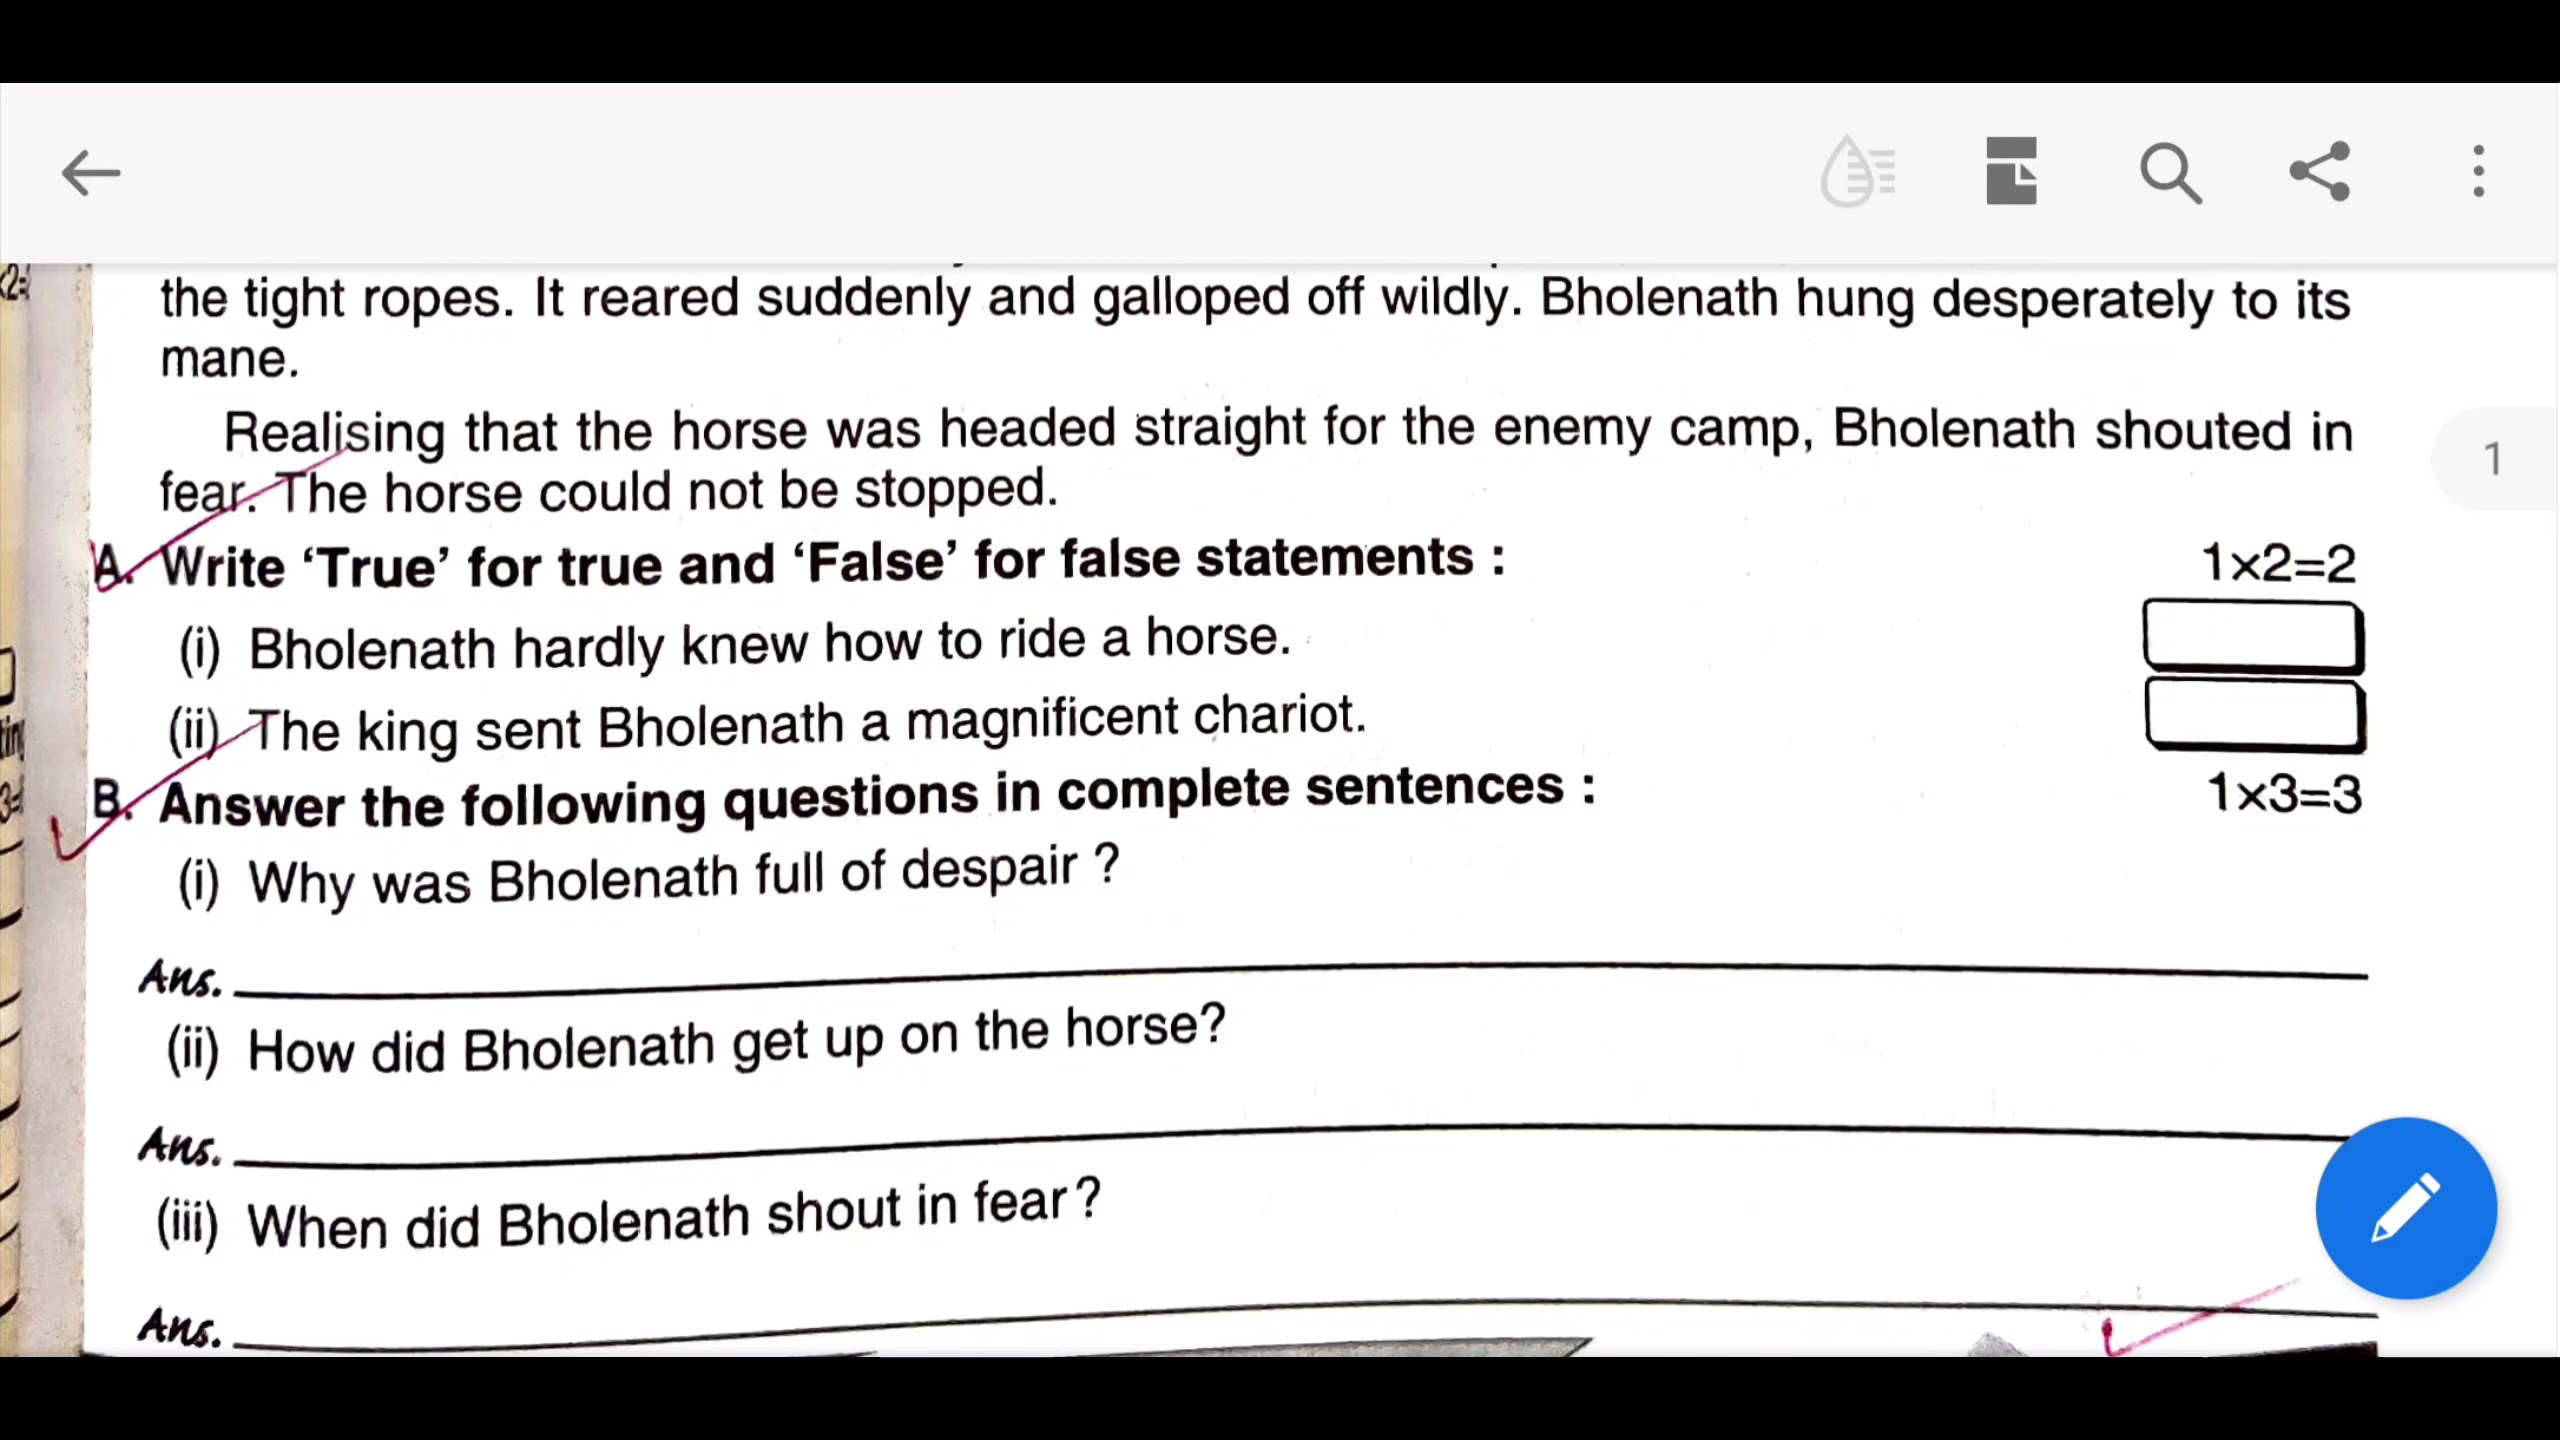 the tight ropes. It reared suddenly and galloped off wildly. Bholenath hung desperately to its
mane.
Realising that the horse was headed straight for the enemy camp, Bholenath shouted in
fear. The horse could not be stopped.
1
A. Write ‘True’ for true and ‘False’ for false statements : 1×2=2
(i) Bholenath hardly knew how to ride a horse.
(ii) The king sent Bholenath a magnificent chariot.
B. Answer the following questions in complete sentences : 1×3=3
(i) Why was Bholenath full of despair ?
Ans.
(ii) How did Bholenath get up on the horse?
Ans.
(iii) When did Bholenath shout in fear?
Ans.